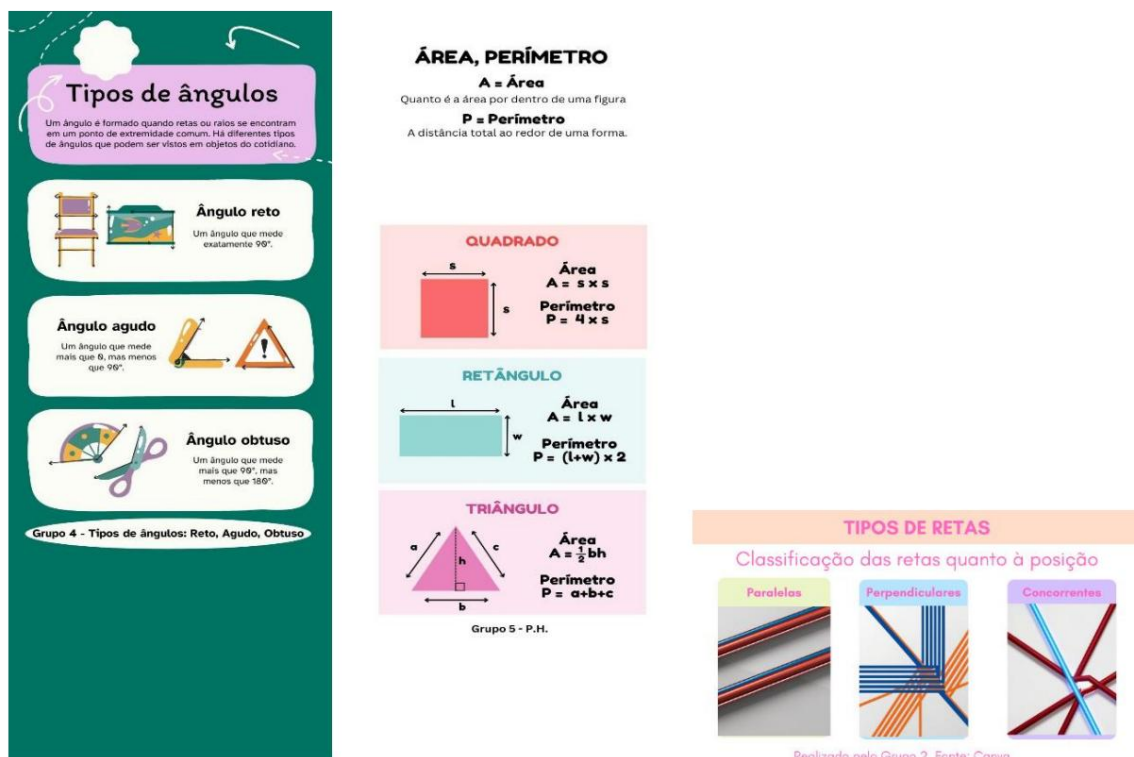 Tipos de ângulos
Um ângulo é formado quando retas ou raios se encontram
em um ponto de extremidade comum. Há diferentes tipos
de ângulos que podem ser vistos em objetos do cotidiano.
Ângulo reto
Um ângulo que mede
exatamente 90°.
Ângulo agudo
Um ângulo que mede
mais que 0, mas menos
que 90°.
Ângulo obtuso
Um ângulo que mede
mais que 90°, mas
menos que 180°.
Grupo 4 - Tipos de ângulos: Reto, Agudo, Obtuso
ÁREA, PERÍMETRO
A = Área
Quanto é a área por dentro de uma figura
P = Perímetro
A distância total ao redor de uma forma.
QUADRADO
s
s
Área
A = s x s
Perímetro
P = 4 x s
RETÂNGULO
l
w
Área
A = l x w
Perímetro
P = (l+w) x 2
TRIÂNGULO
a
h
c
b
Área
A = 1/2 bh
Perímetro
P = a+b+c
Grupo 5 - P.H.
TIPOS DE RETAS
Classificação das retas quanto à posição
Paralelas
Perpendiculares
Concorrentes
Realizado pelo Grupo 2. Fonte: Canva